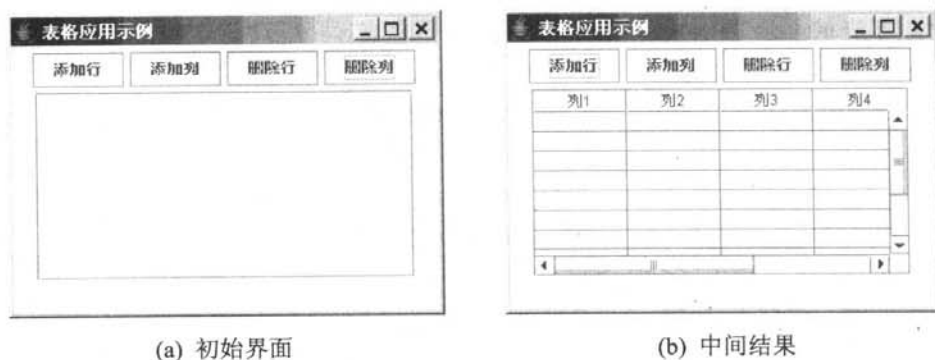 表格应用示例
添加行 添加列 删除行 删除列
(a) 初始界面
表格应用示例
添加行 添加列 删除行 删除列
列1 列2 列3 列4
(b) 中间结果